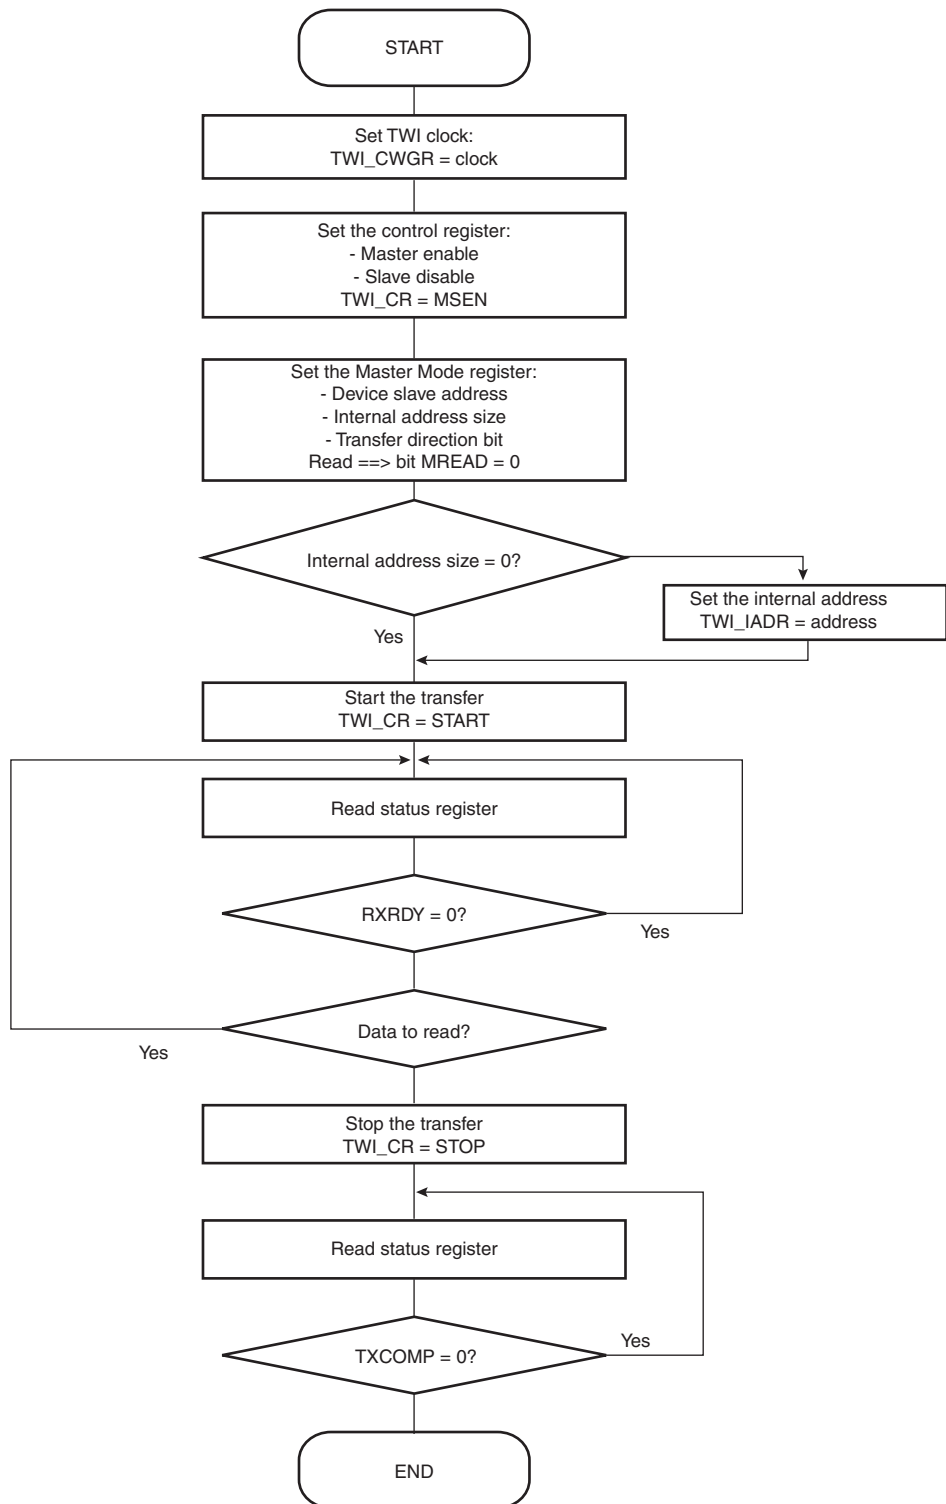 START
Set TWI clock:
TWI_CWGR = clock
Set the control register:
- Master enable
- Slave disable
TWI_CR = MSEN
Set the Master Mode register:
- Device slave address
- Internal address size
- Transfer direction bit
Read ==> bit MREAD = 0
Internal address size = 0?
Set the internal address
TWI_IADR = address
Yes
Start the transfer
TWI_CR = START
Read status register
RXRDY = 0?
Yes
Data to read?
Yes
Stop the transfer
TWI_CR = STOP
Read status register
TXCOMP = 0?
Yes
END